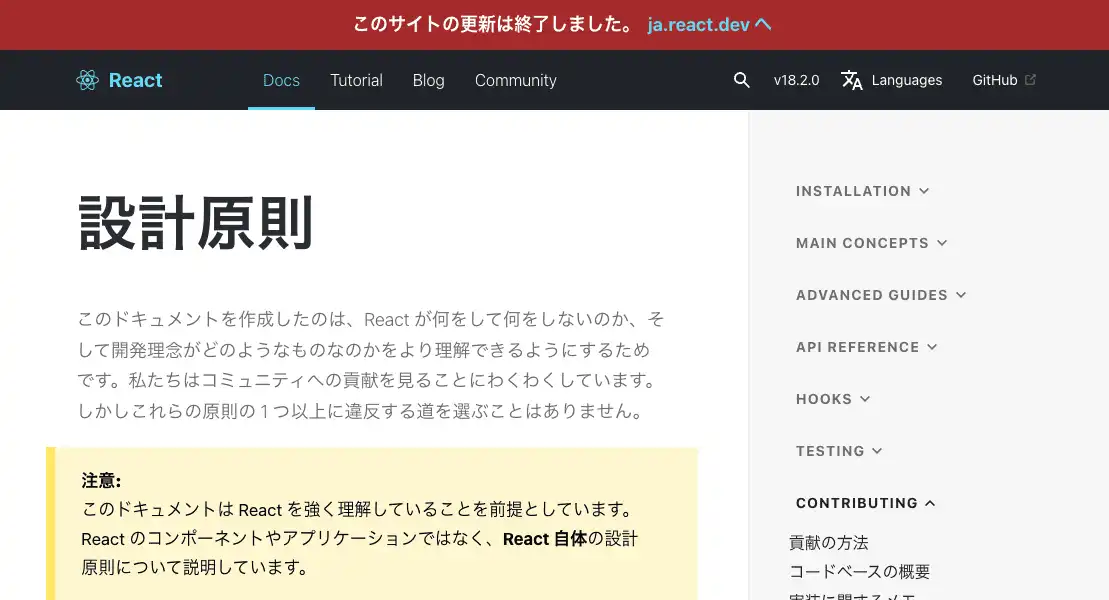 このサイトの更新は終了しました。 ja.react.dev へ
React Docs Tutorial Blog Community v18.2.0 Languages GitHub
設計原則
このドキュメントを作成したのは、React が何をして何をしないのか、そ
して開発理念がどのようなものなのかをより理解できるようにするため
です。私たちはコミュニティへの貢献を見ることにわくわくしています。
しかしこれらの原則の 1 つ以上に違反する道を選ぶことはありません。
注意:
このドキュメントは React を強く理解していることを前提としています。
React のコンポーネントやアプリケーションではなく、React 自体の設計
原則について説明しています。
INSTALLATION
MAIN CONCEPTS
ADVANCED GUIDES
API REFERENCE
HOOKS
TESTING
CONTRIBUTING
貢献の方法
コードベースの概要
実装に関するメモ